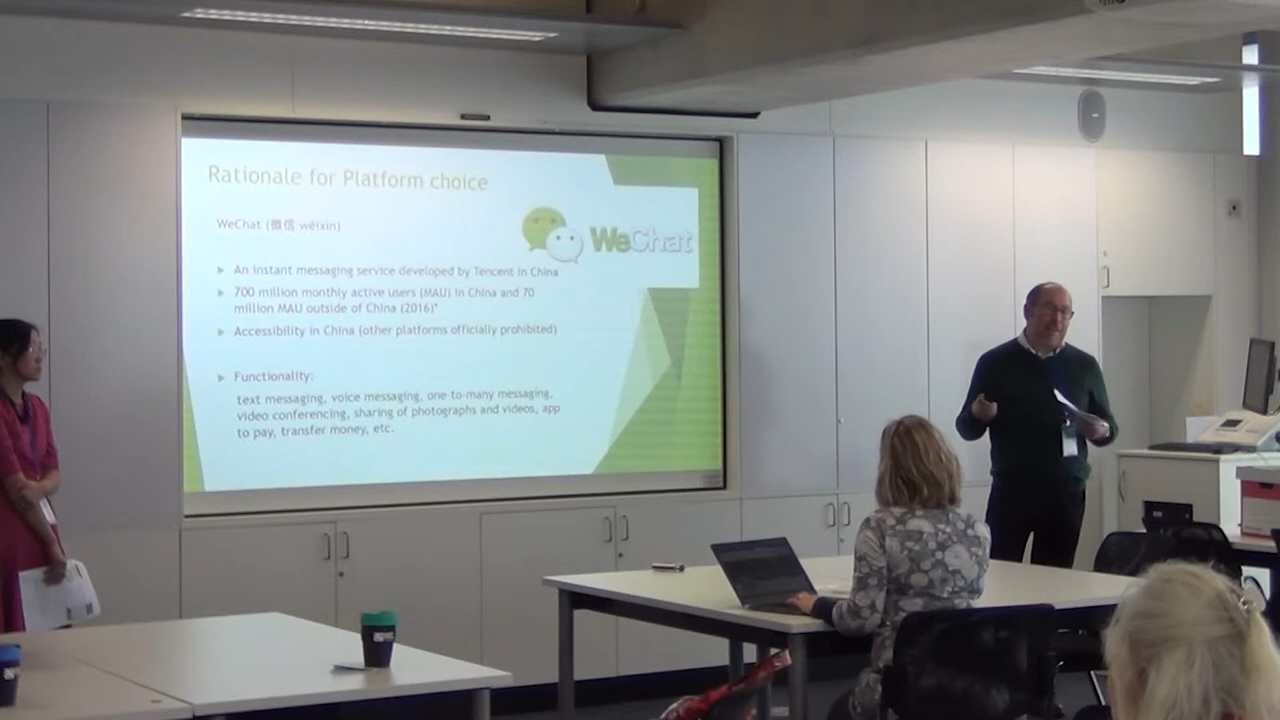 Rationale for Platform choice
WeChat (微信 wēixìn)
WeChat
An instant messaging service developed by Tencent in China
700 million monthly active users (MAU) in China and 70
million MAU outside of China (2016)*
Accessibility in China (other platforms officially prohibited)
Functionality:
text messaging, voice messaging, one-to-many messaging,
video conferencing, sharing of photographs and videos, app
to pay, transfer money, etc.